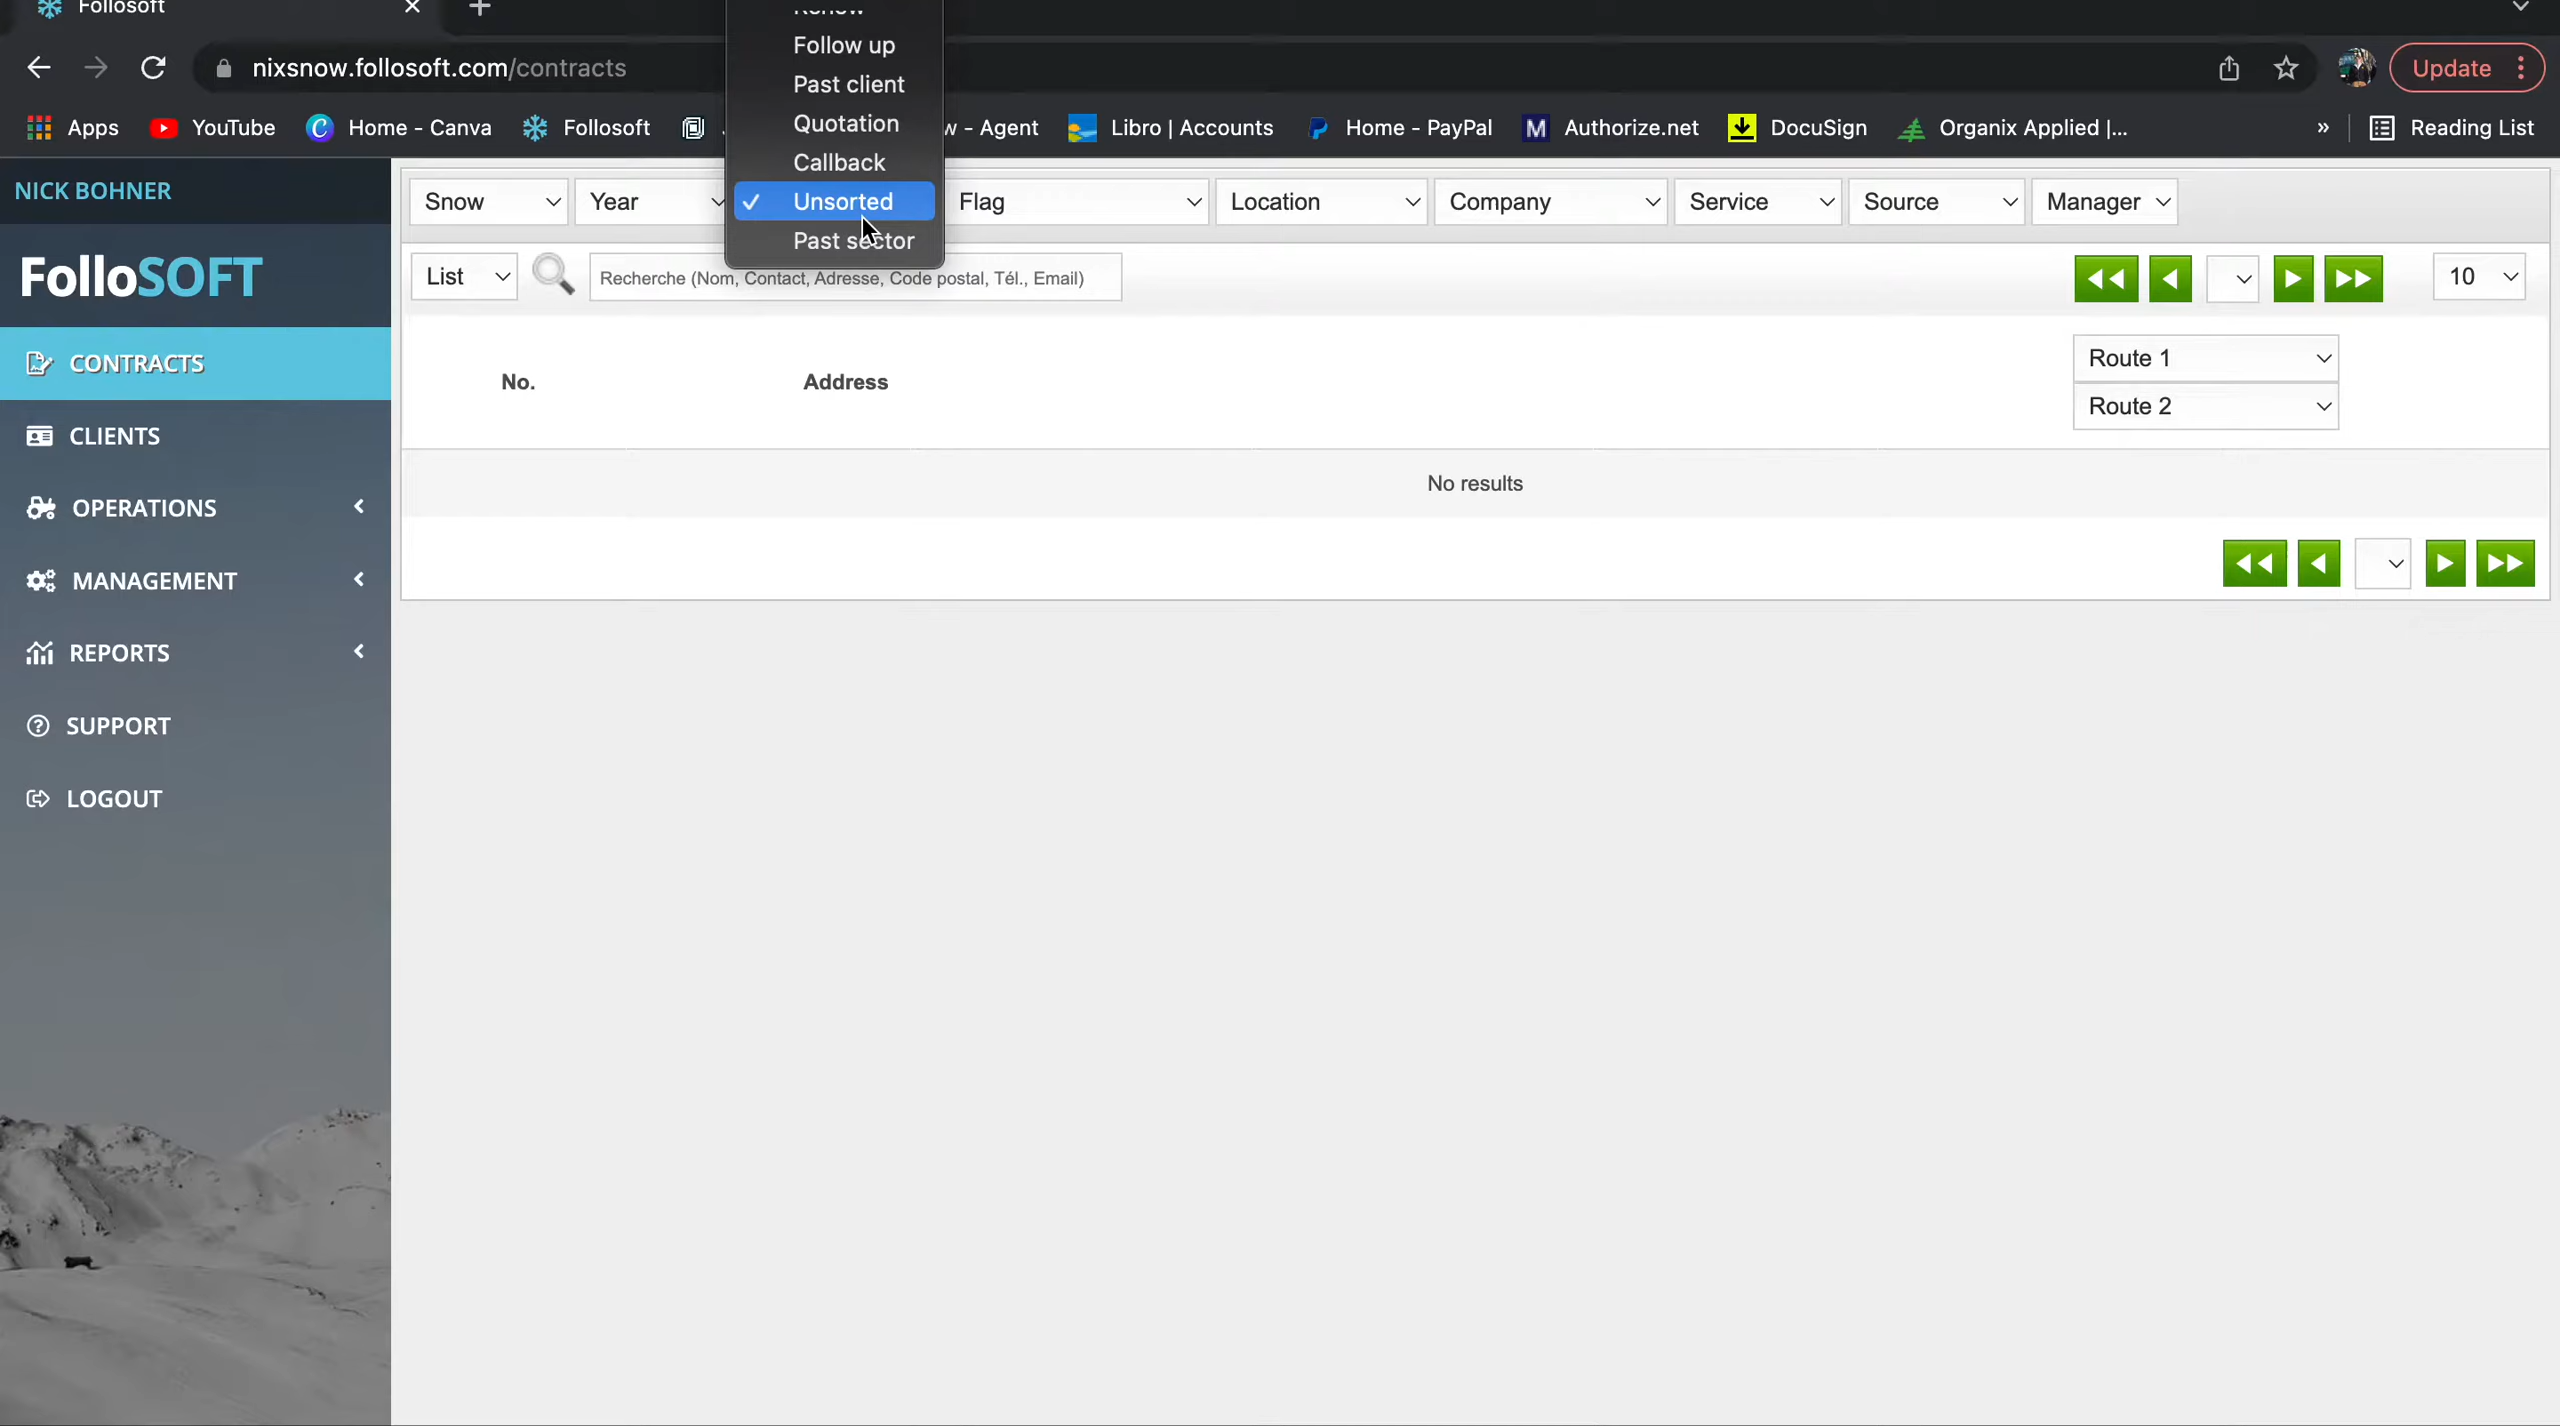 Follosoft
Follow up
nixsnow.follosoft.com/contracts
Update
Past client
Apps YouTube Home - Canva Follosoft
Quotation
w - Agent Libro | Accounts Home - PayPal M Authorize.net DocuSign Organix Applied |... » Reading List
Callback
NICK BOHNER
Snow Year
✓ Unsorted
Flag Location Company Service Source Manager
Past sector
FolloSOFT
List Recherche (Nom, Contact, Adresse, Code postal, Tél., Email) 10
CONTRACTS
No. Address
Route 1
Route 2
CLIENTS
No results
OPERATIONS
MANAGEMENT
REPORTS
SUPPORT
LOGOUT